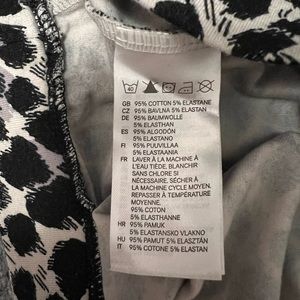 40
GB 95% COTTON 5% ELASTANE
CZ 95% BAVLNA 5% ELASTAN
DE 95% BAUMWOLLE
5% ELASTHAN
ES 95% ALGODÓN
5% ELASTANO
FI 95% PUUVILLAA
5% ELASTAANIA
FR LAVER À LA MACHINE
À L'EAU TIÈDE, BLANCHIR
SANS CHLORE SI
NÉCESSAIRE, SÉCHER À LA
MACHINE CYCLE MOYEN,
REPASSER À TEMPÉRATURE
MOYENNE.
95% COTON
5% ELASTHANNE
HR 95% PAMUK
5% ELASTANSKO VLAKNO
HU 95% PAMUT 5% ELASZTÁN
IT 95% COTONE 5% ELASTAN